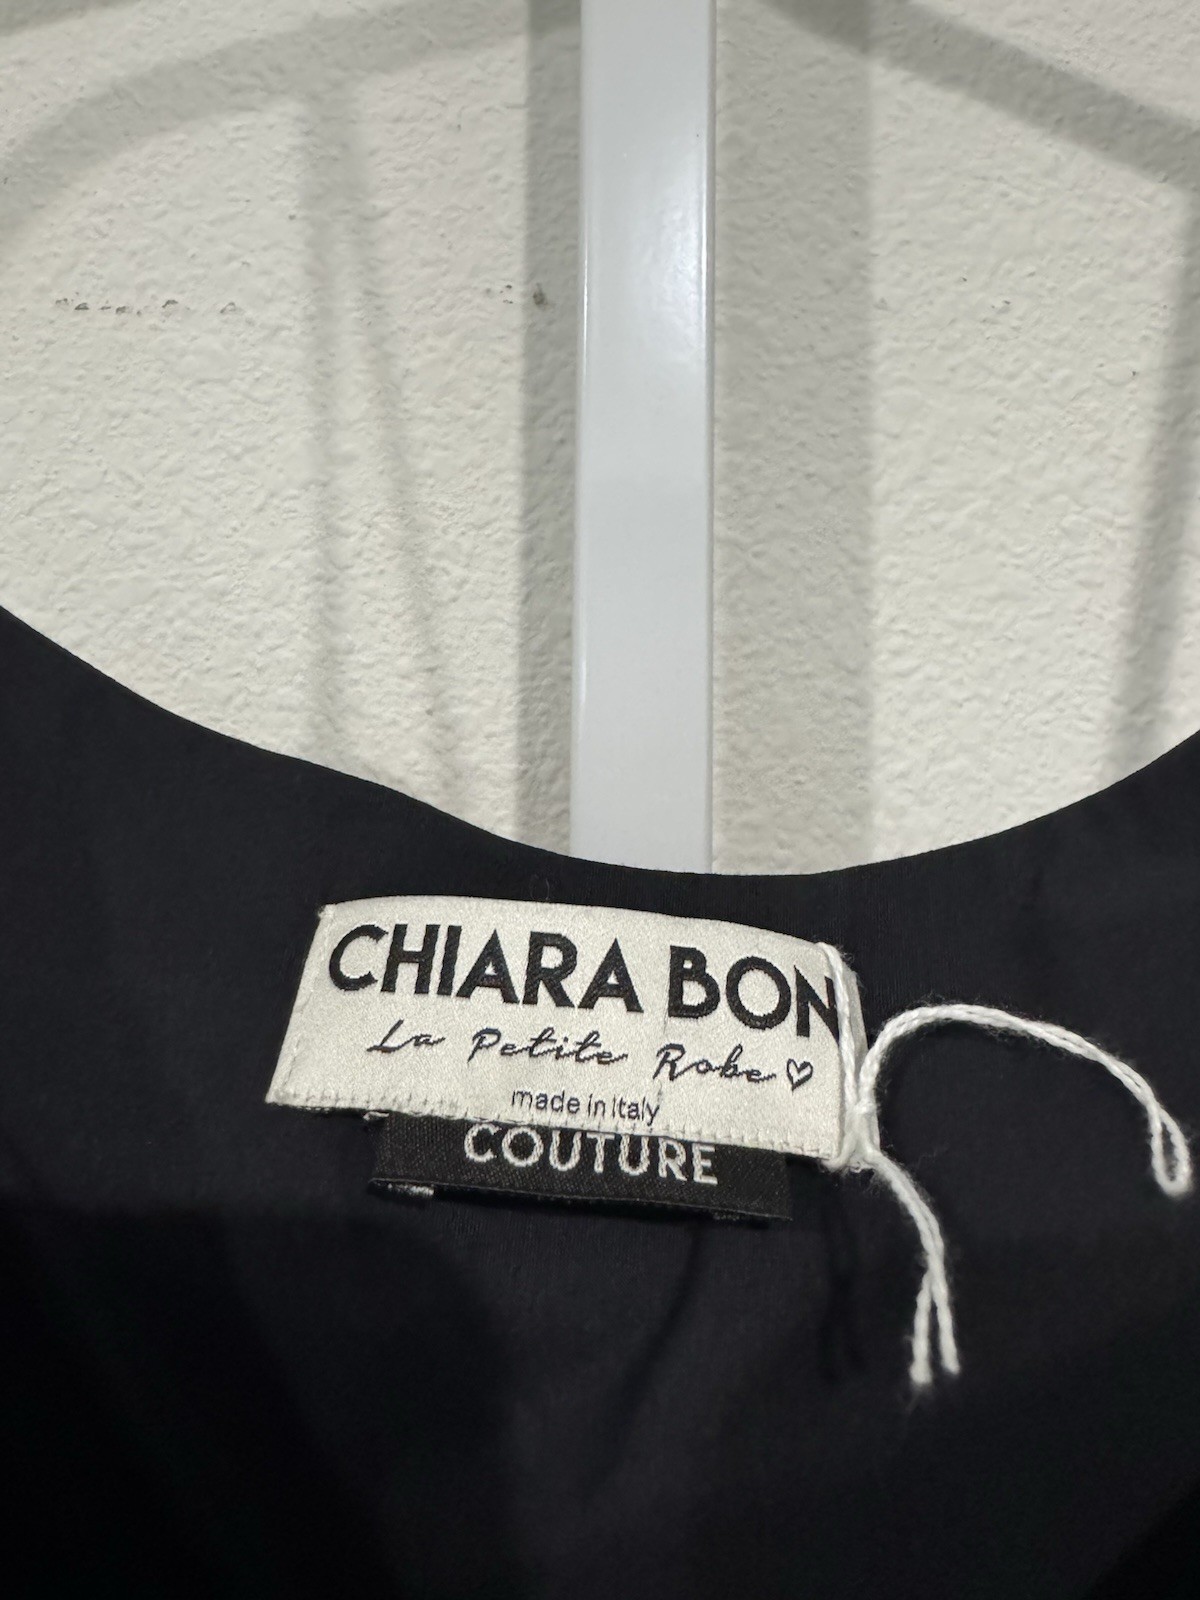 CHIARA BON
La Petite Robe
made in Italy
COUTURE